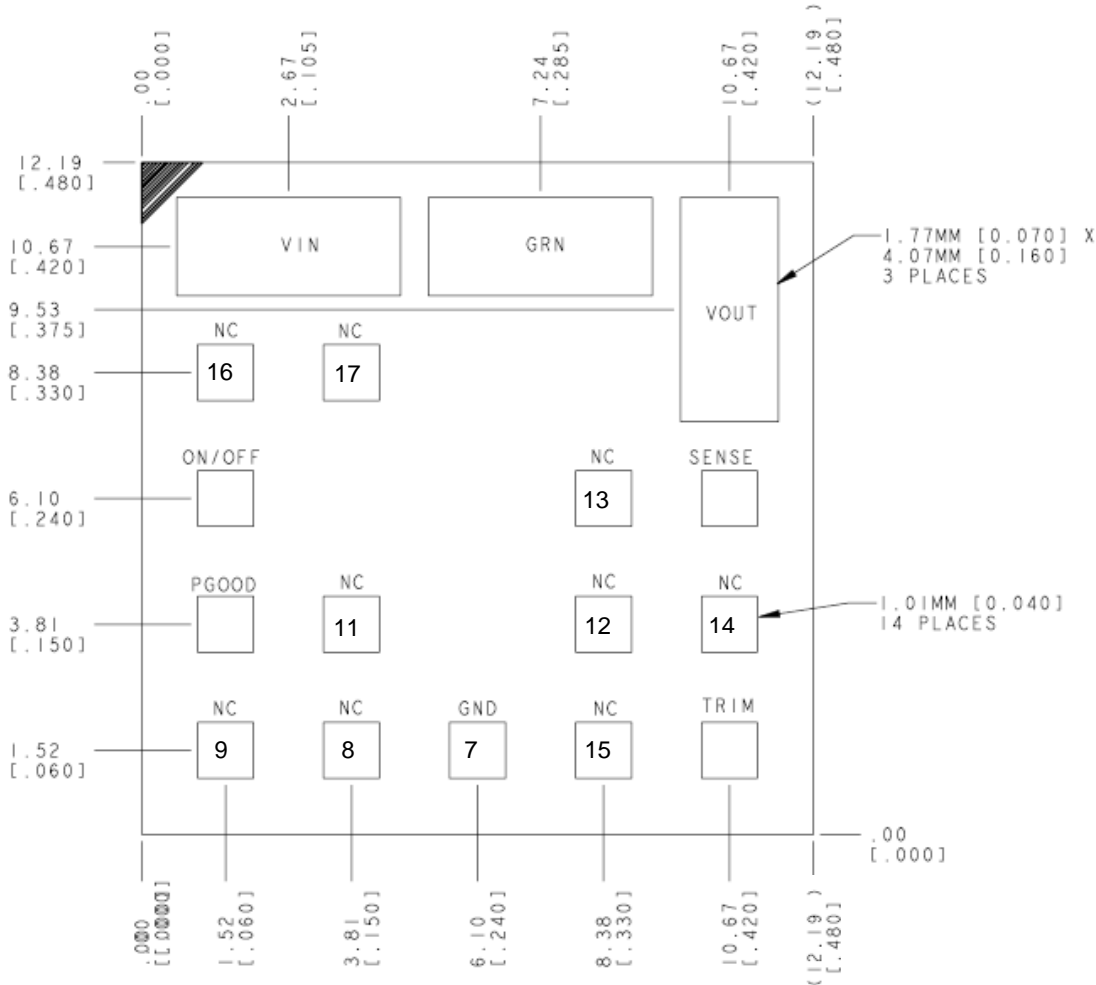 .00
[.000]
2.67
[.105]
7.24
[.285]
10.67
[.420]
(12.19 )
[.480]
12.19
[.480]
10.67
[.420]
9.53
[.375]
8.38
[.330]
6.10
[.240]
3.81
[.150]
1.52
[.060]
VIN
GRN
VOUT
1.77MM [0.070] X
4.07MM [0.160]
3 PLACES
NC NC
16 17
ON/OFF NC SENSE
13
PGOOD NC NC NC
11 12 14
1.01MM [0.040]
14 PLACES
NC NC GND NC TRIM
9 8 7 15
.00
[.000]
1.52
[.060]
3.81
[.150]
6.10
[.240]
8.38
[.330]
10.67
[.420]
(12.19 )
[.480]